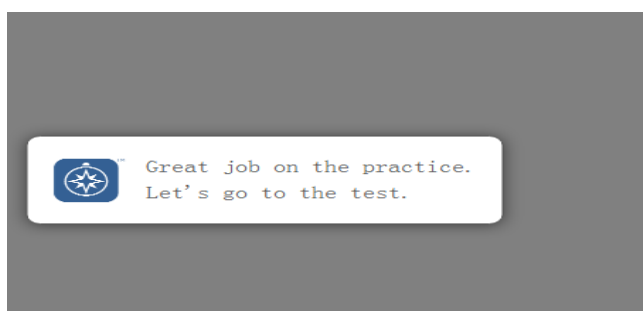 Great job on the practice.
Let's go to the test.